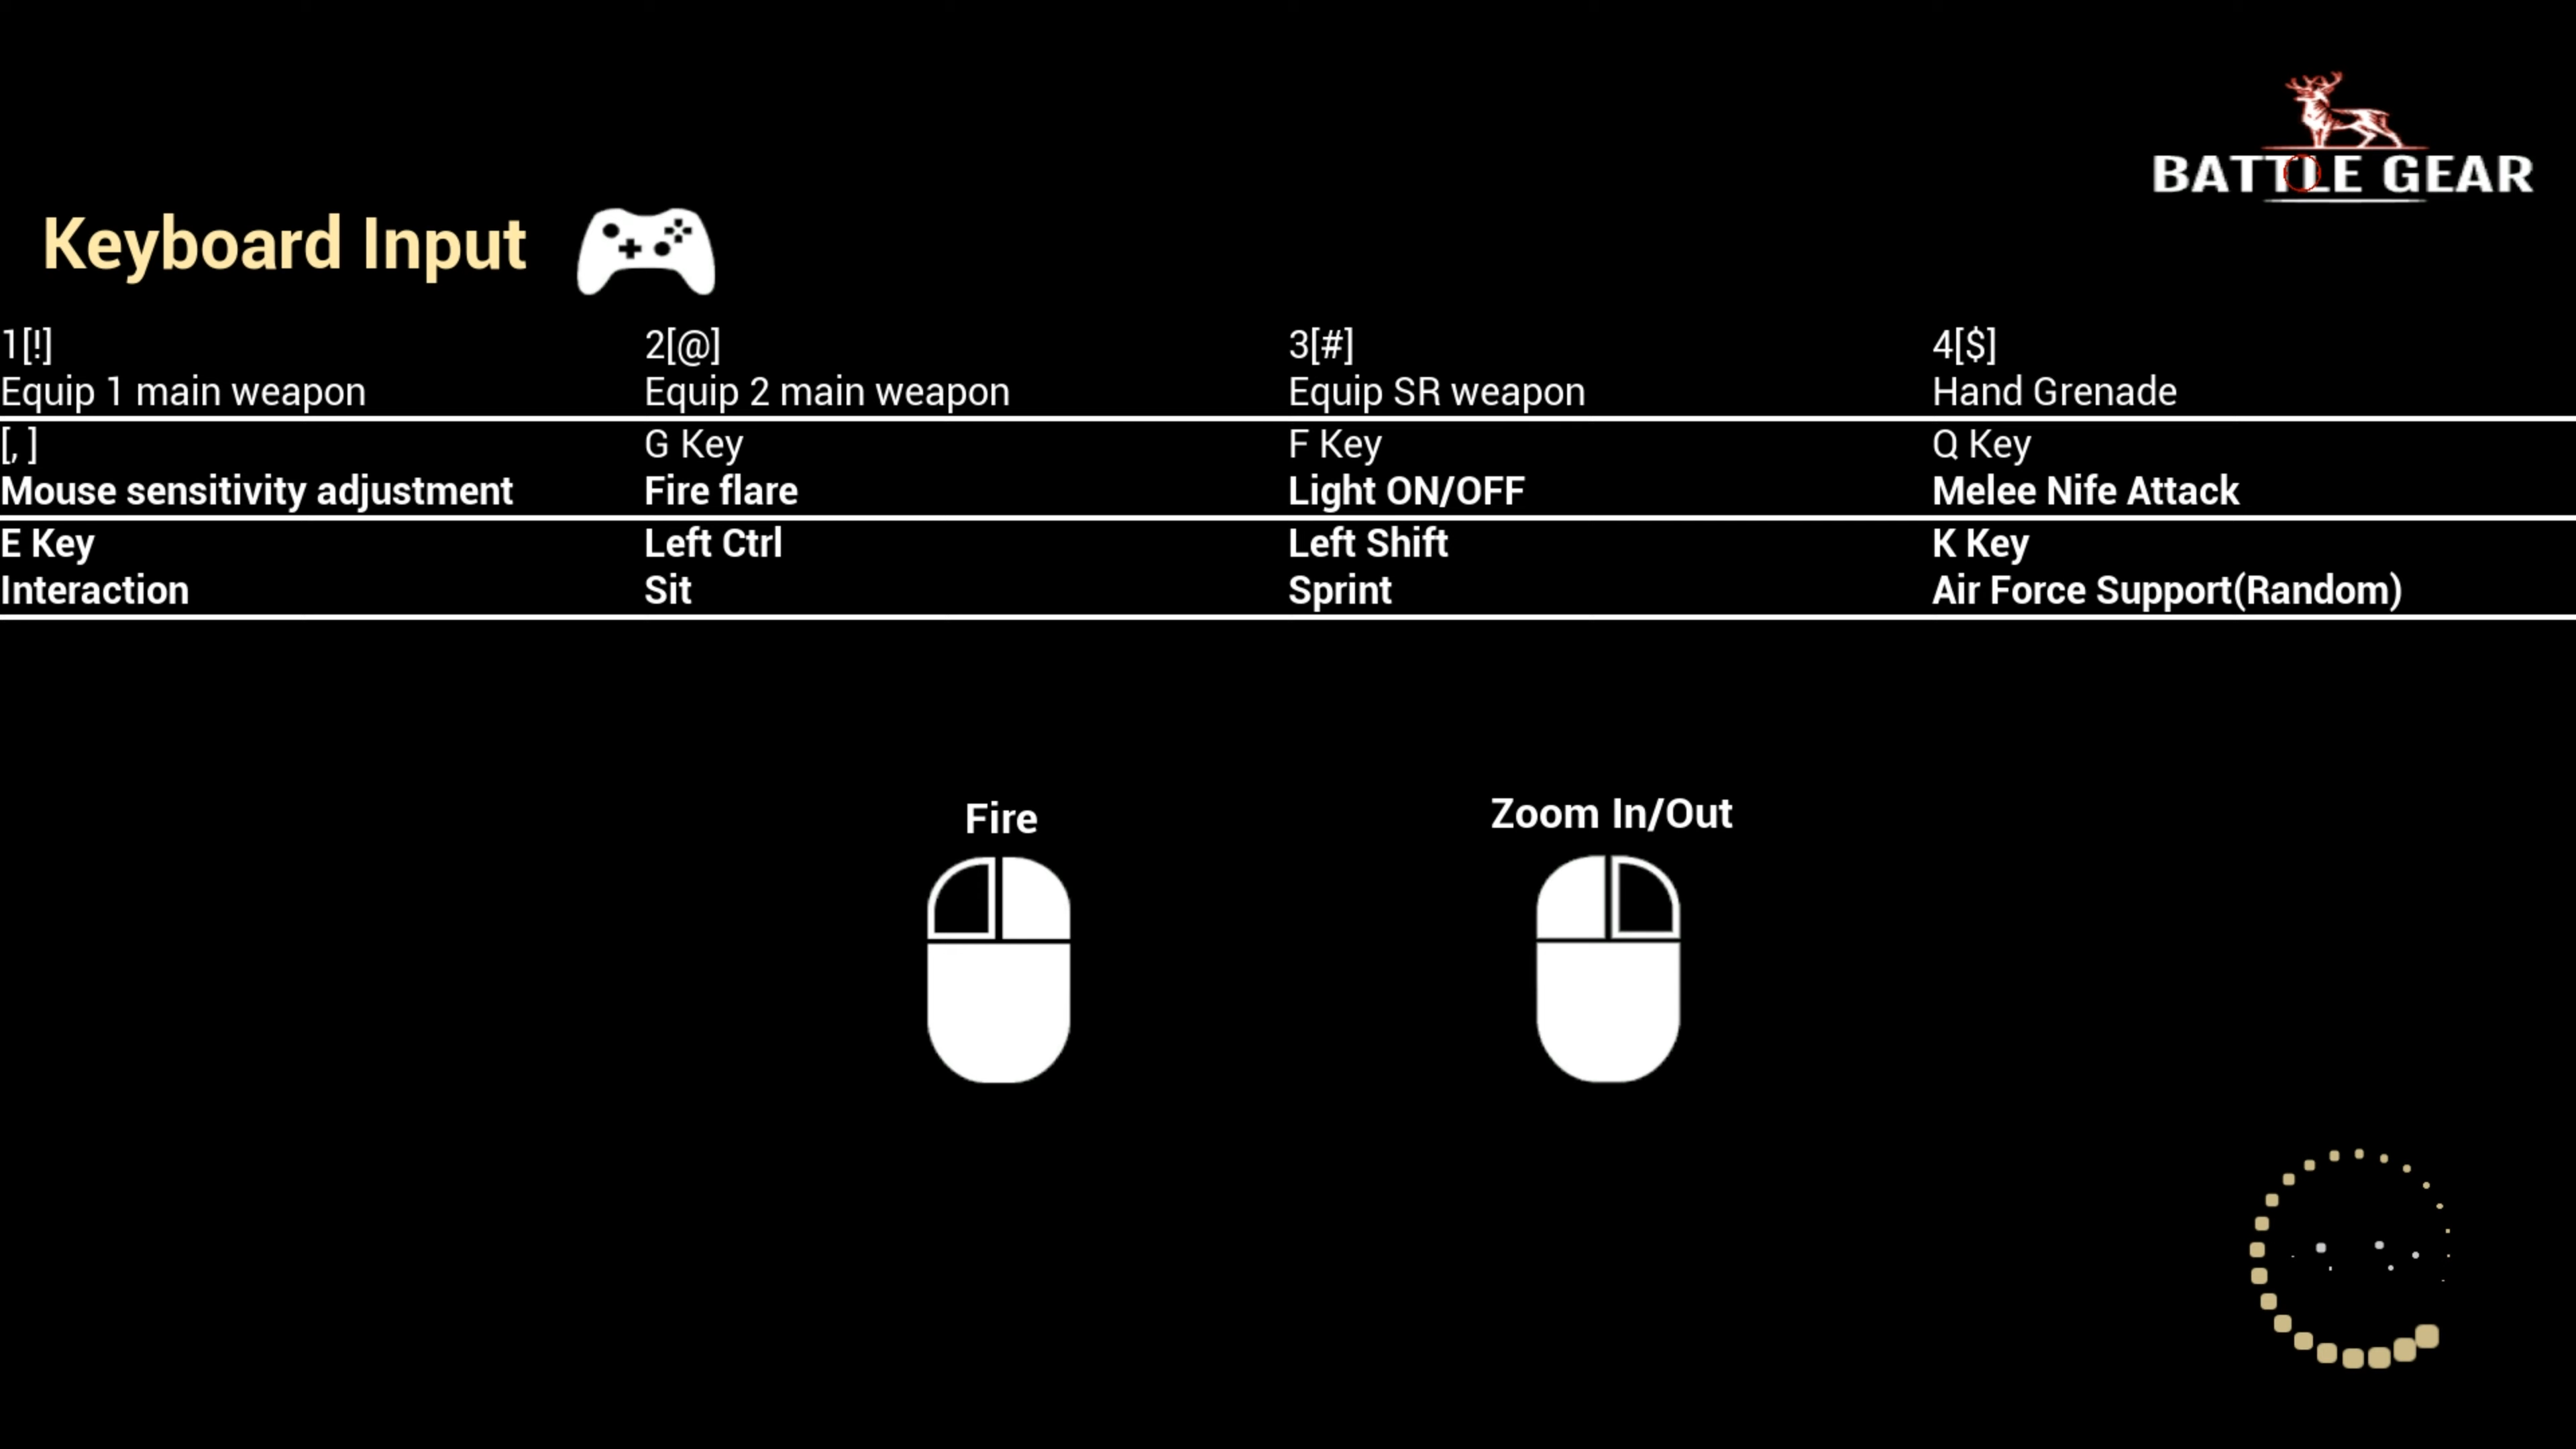 BATTLE GEAR
Keyboard Input
1[!]
Equip 1 main weapon
2[@]
Equip 2 main weapon
3[#]
Equip SR weapon
4[$]
Hand Grenade
[, ]
Mouse sensitivity adjustment
G Key
Fire flare
F Key
Light ON/OFF
Q Key
Melee Nife Attack
E Key
Interaction
Left Ctrl
Sit
Left Shift
Sprint
K Key
Air Force Support(Random)
Fire
Zoom In/Out